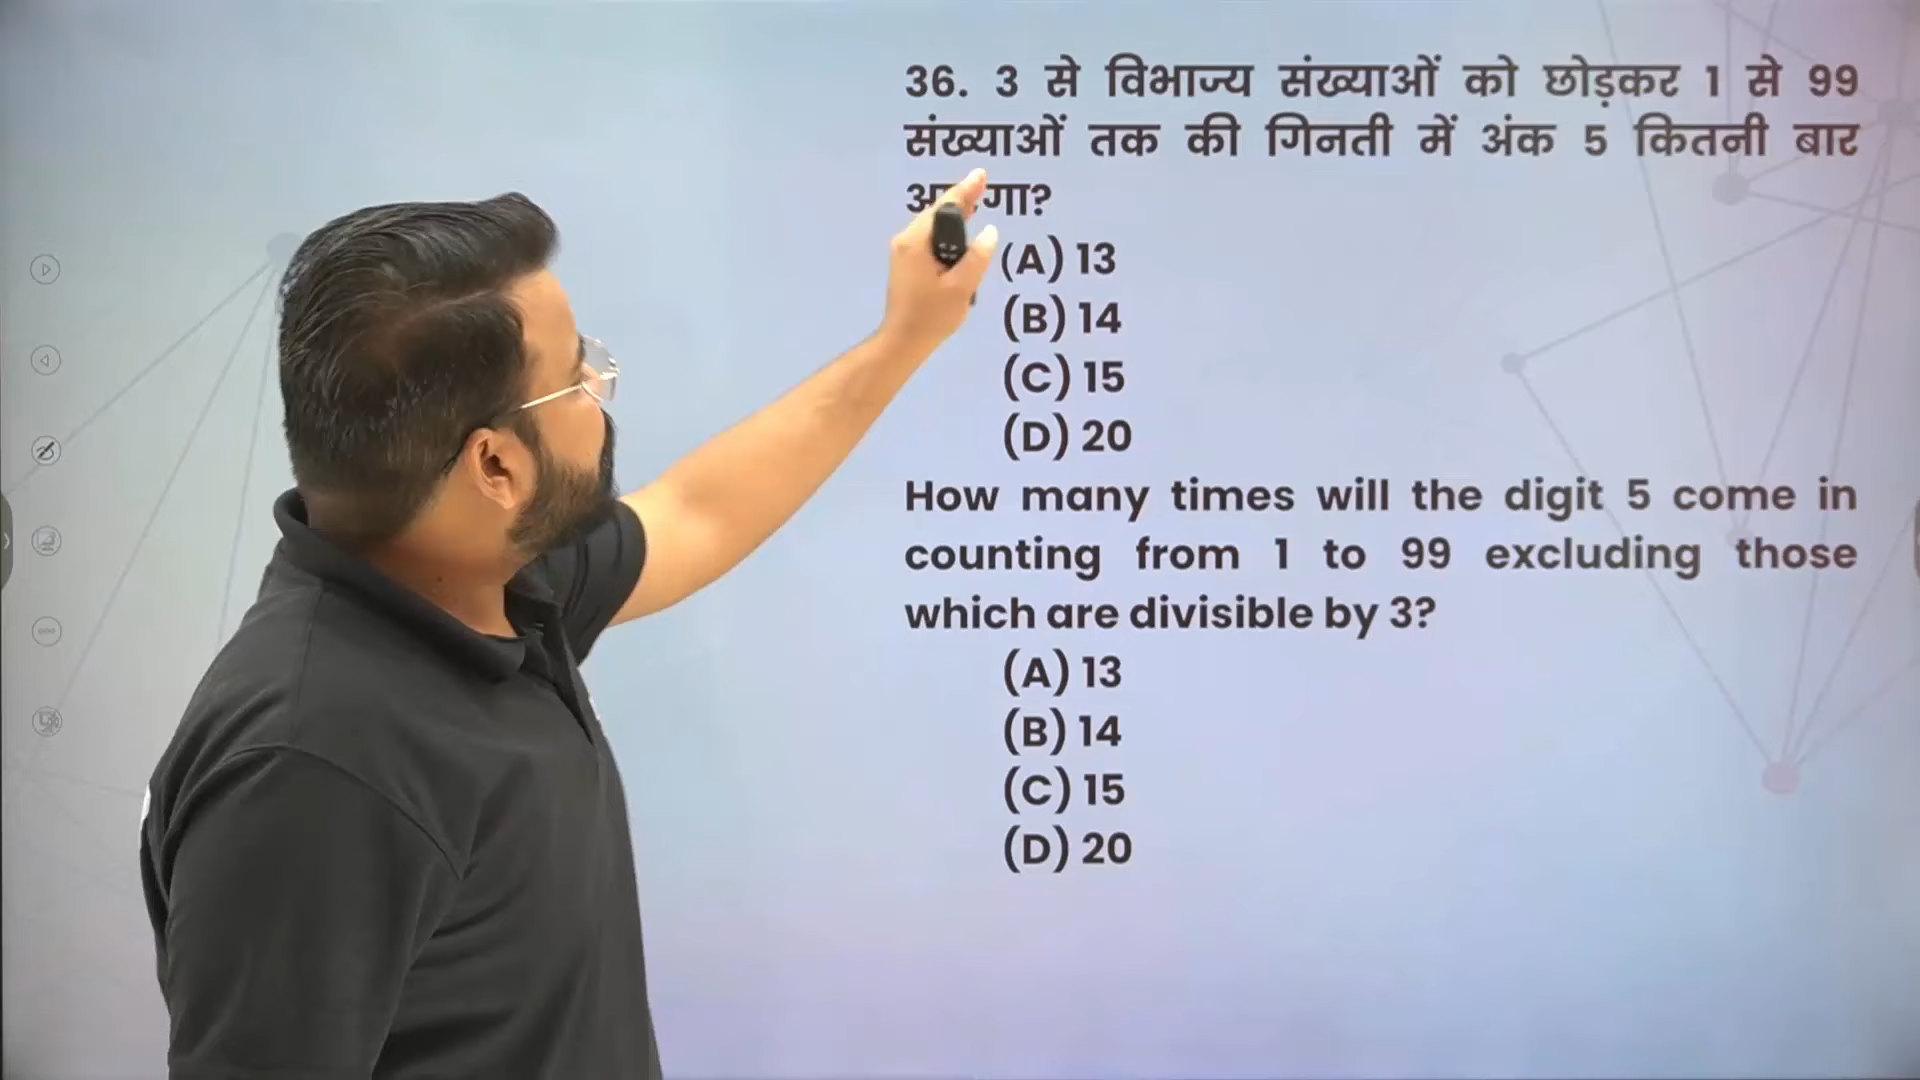 36. 3 से विभाज्य संख्याओं को छोड़कर 1 से 99
संख्याओं तक की गिनती में अंक 5 कितनी बार
(A) 13
(B) 14
(C) 15
(D) 20
How many times will the digit 5 come in
counting from 1 to 99 excluding those
which are divisible by 3?
(A) 13
(B) 14
(C) 15
(D) 20